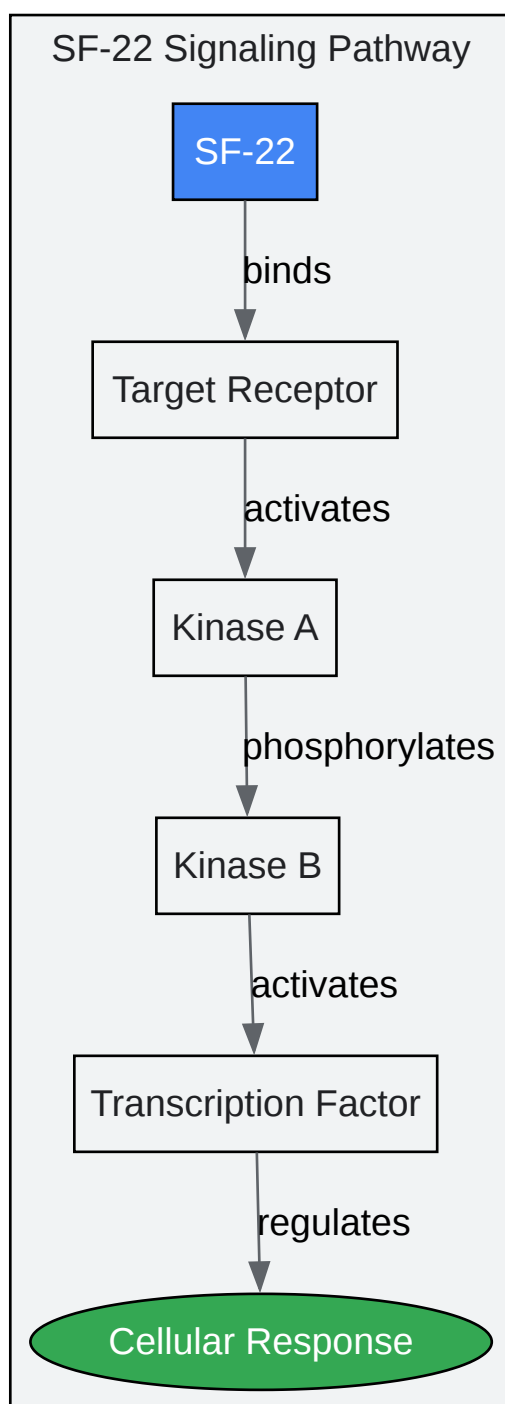 SF-22 Signaling Pathway
SF-22
binds
Target Receptor
activates
Kinase A
phosphorylates
Kinase B
activates
Transcription Factor
regulates
Cellular Response